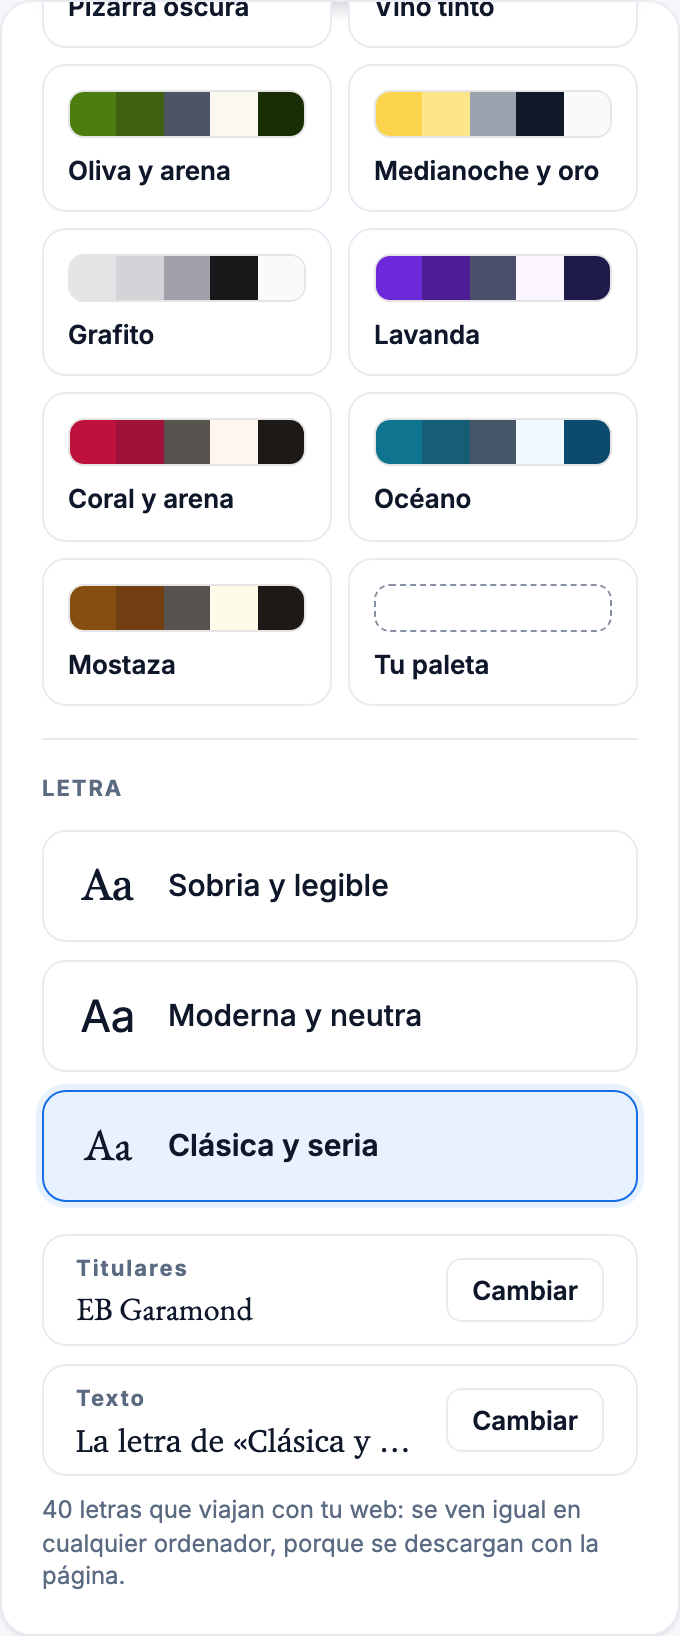 Pizarra oscura
Vino tinto
Oliva y arena
Medianoche y oro
Grafito
Lavanda
Coral y arena
Océano
Mostaza
Tu paleta
LETRA
Aa Sobria y legible
Aa Moderna y neutra
Aa Clásica y seria
Titulares
EB Garamond
Cambiar
Texto
La letra de «Clásica y …
Cambiar
40 letras que viajan con tu web: se ven igual en
cualquier ordenador, porque se descargan con la
página.